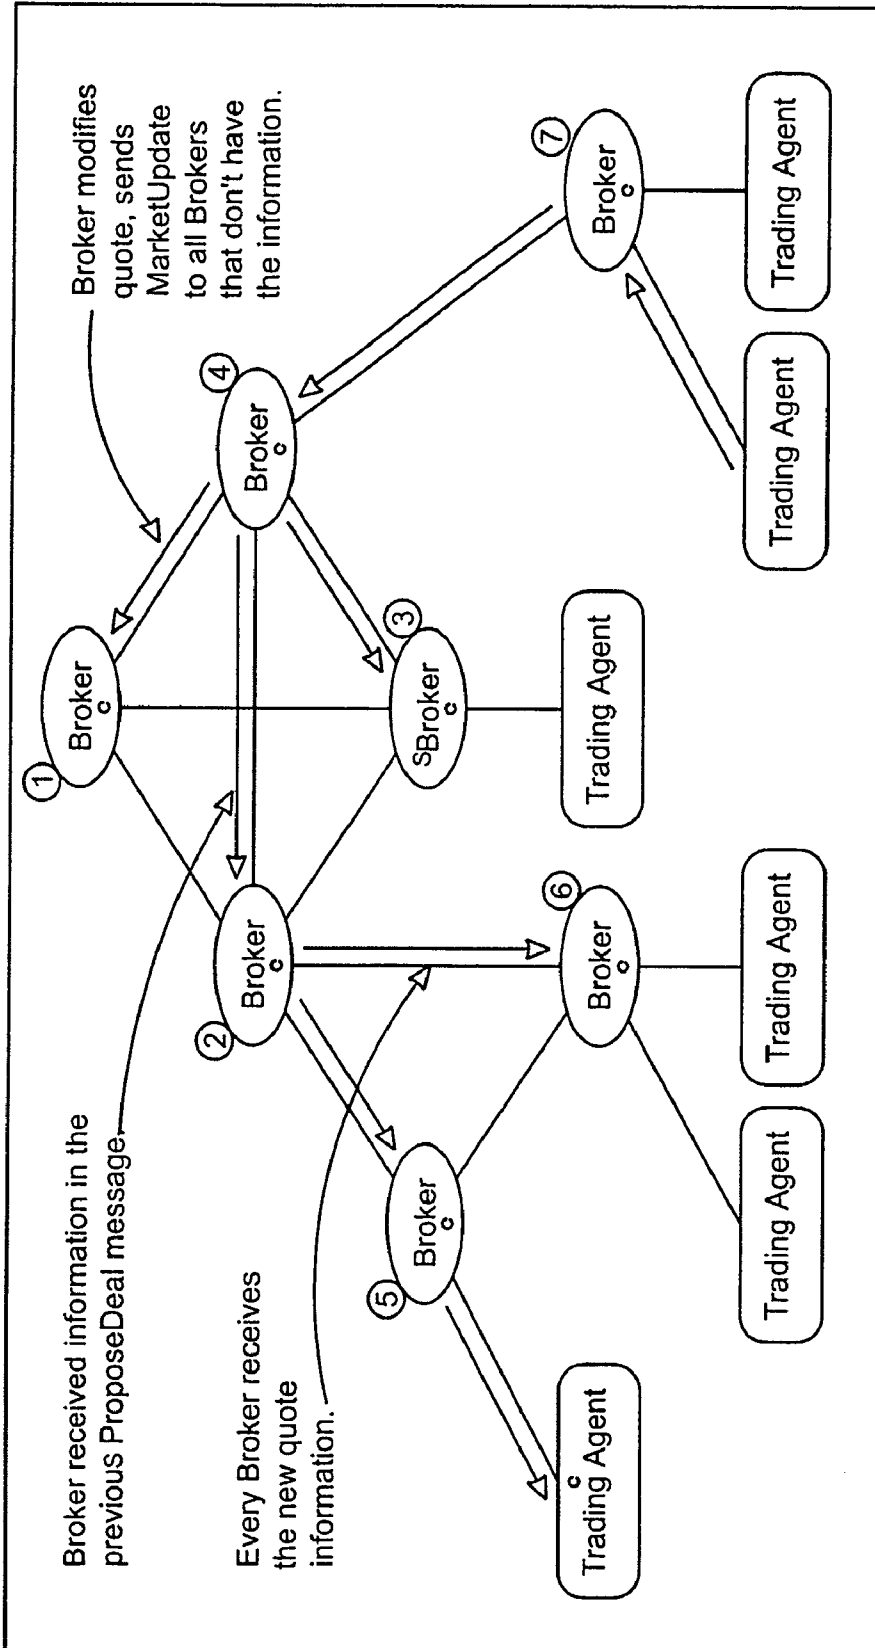 Broker received information in the
previous ProposeDeal message.
Every Broker receives
the new quote
information.
Broker modifies
quote, sends
MarketUpdate
to all Brokers
that don't have
the information.
1
Broker
c
2
Broker
c
4
Broker
c
3
SBroker
c
5
Broker
c
6
Broker
c
7
Broker
c
c
Trading Agent
Trading Agent
Trading Agent
Trading Agent
Trading Agent
Trading Agent